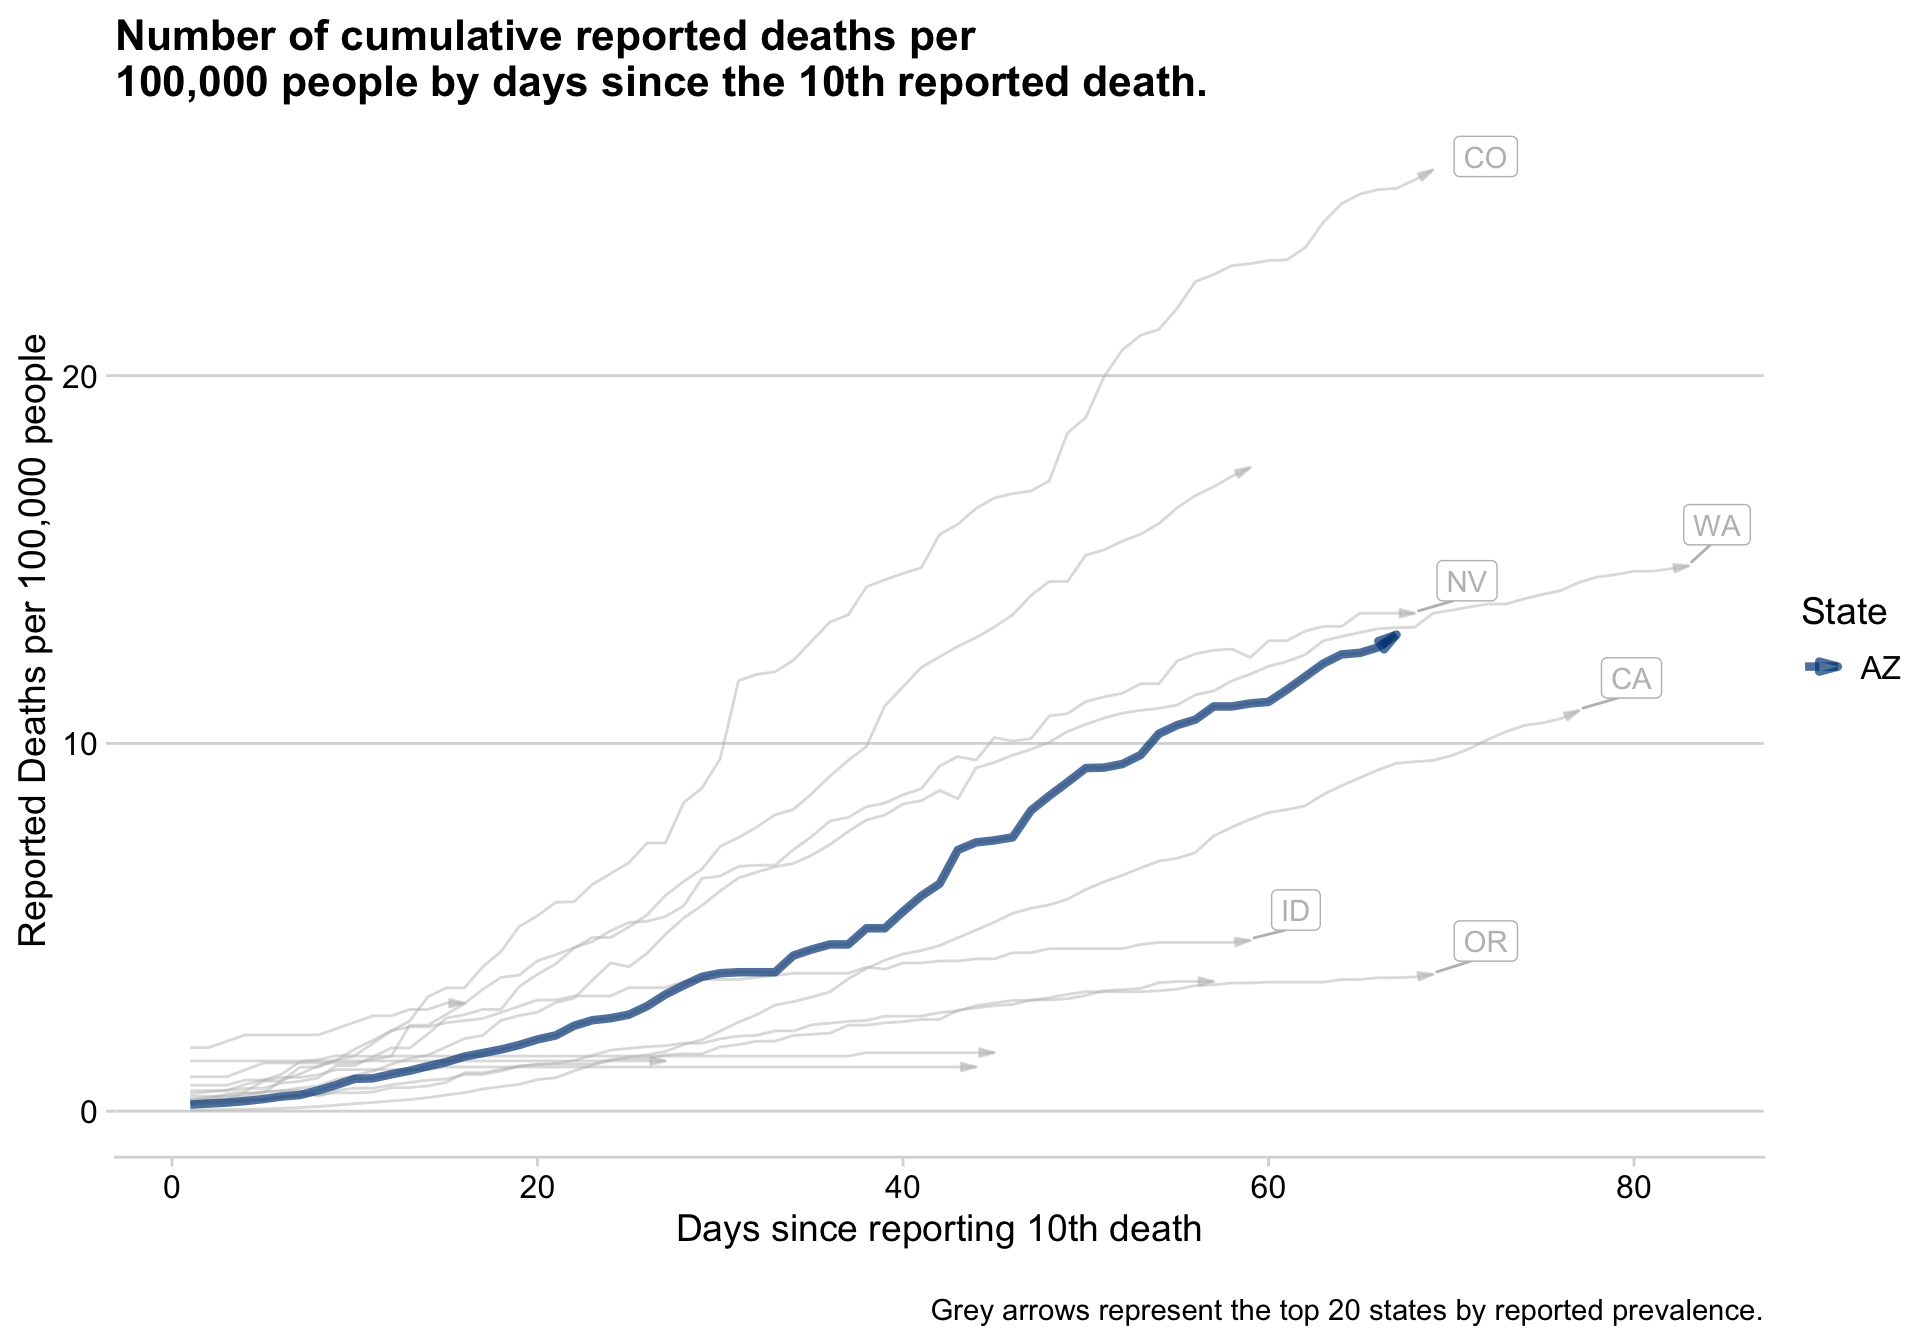 Number of cumulative reported deaths per
100,000 people by days since the 10th reported death.
Reported Deaths per 100,000 people
20
10
0
CO
WA
NV
CA
ID
OR
State
AZ
0
20
40
60
80
Days since reporting 10th death
Grey arrows represent the top 20 states by reported prevalence.